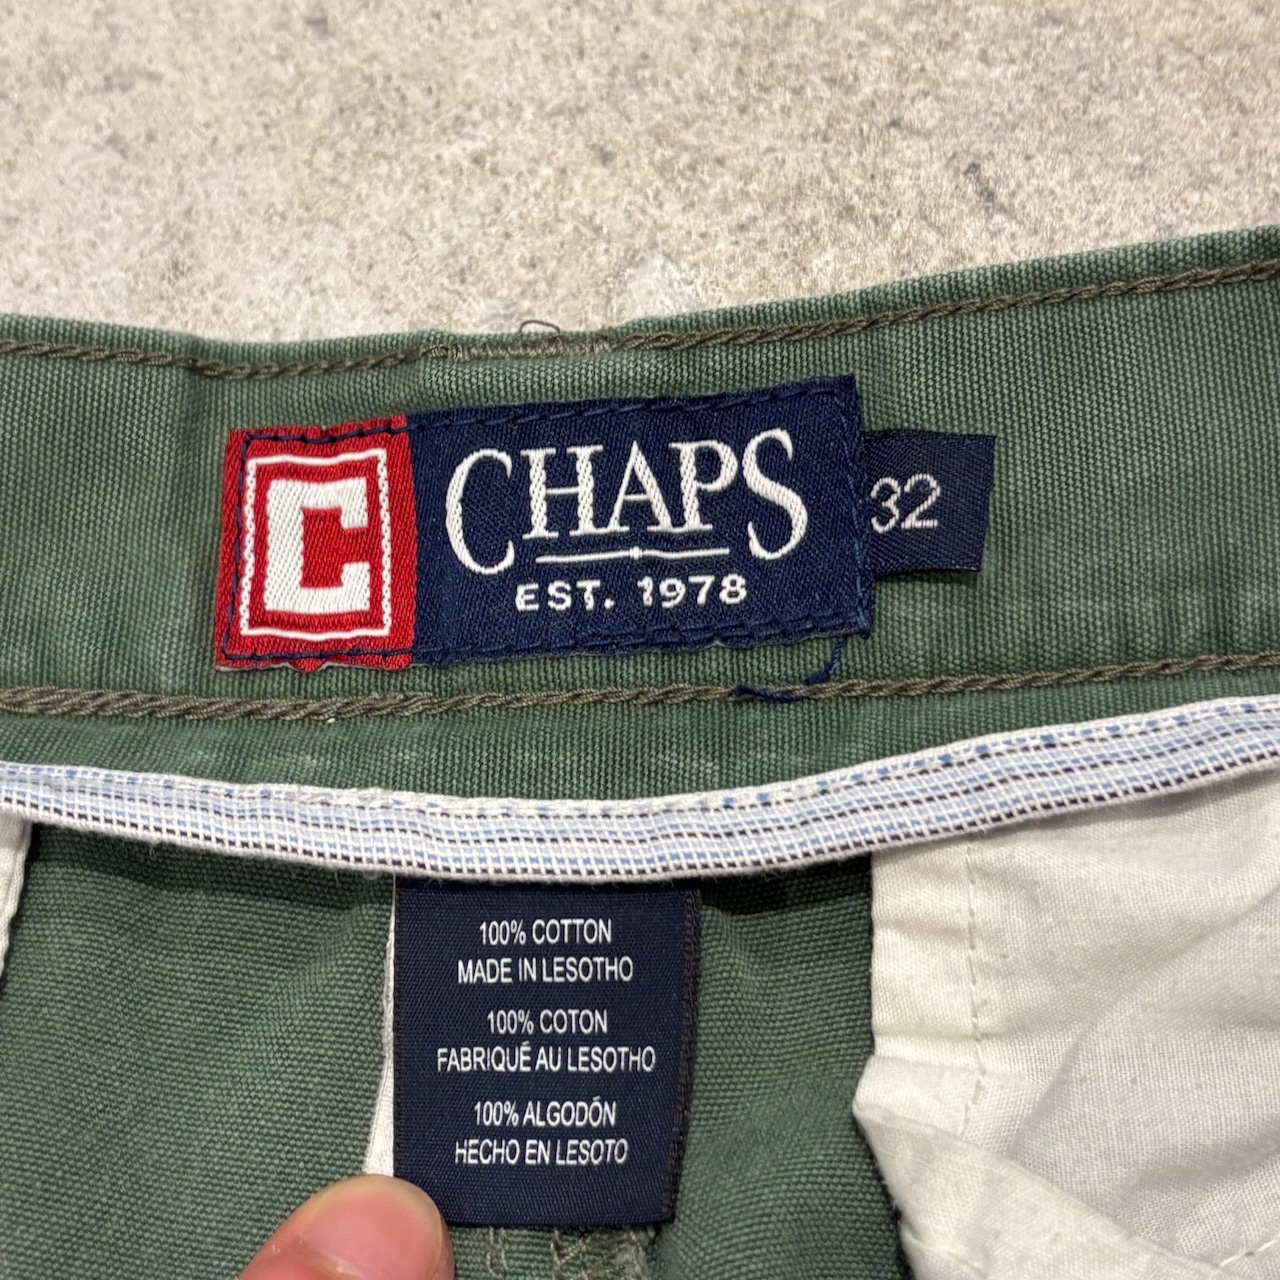 C
CHAPS
EST. 1978
32
100% COTTON
MADE IN LESOTHO
100% COTON
FABRIQUÉ AU LESOTHO
100% ALGODÓN
HECHO EN LESOTO